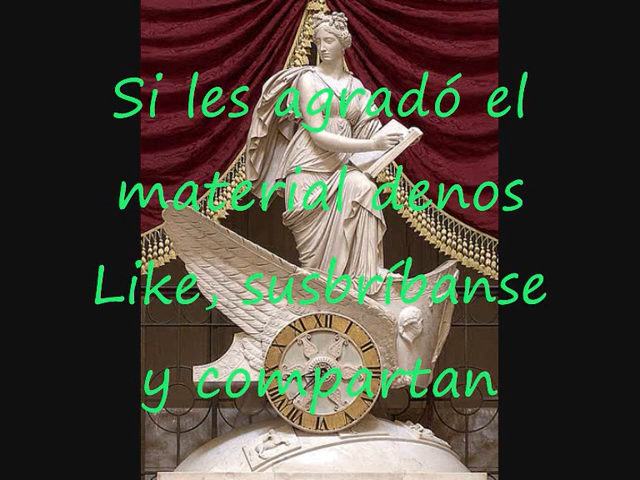 Si les agradó el
material denos
Like, susbríbanse
y compartan